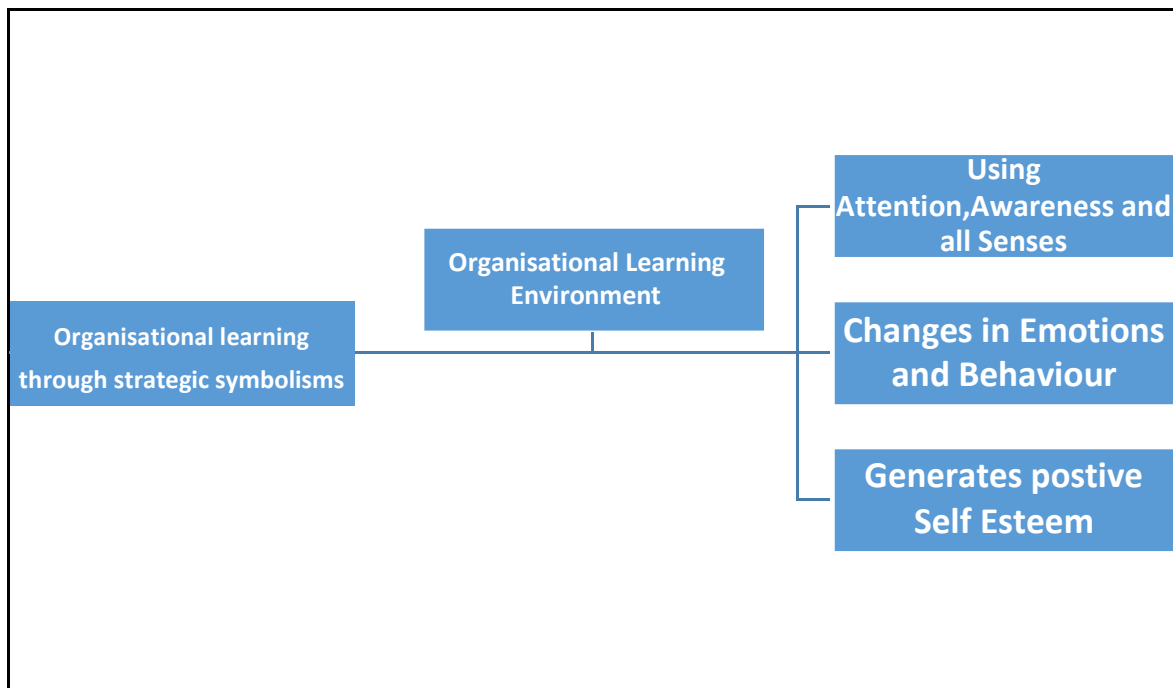 Organisational learning
through strategic symbolisms
Organisational Learning
Environment
Using
Attention,Awareness and
all Senses
Changes in Emotions
and Behaviour
Generates postive
Self Esteem